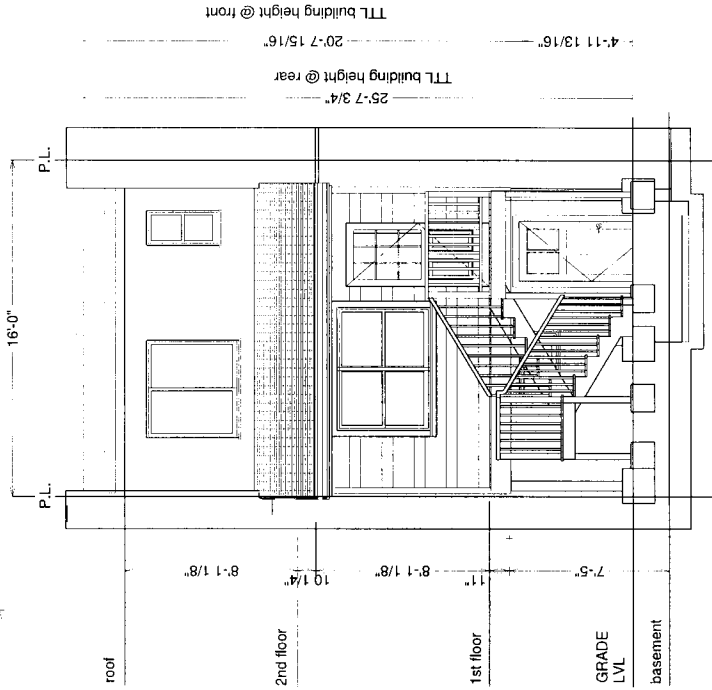 TTL building height @ front
20'-7 15/16"
4'-11 13/16"
TTL building height @ rear
25'-7 3/4"
P.L.
16'-0"
P.L.
8'-1 1/8"
10 1/4"
8'-1 1/8"
11"
7'-5"
roof
2nd floor
1st floor
GRADE
LVL
basement